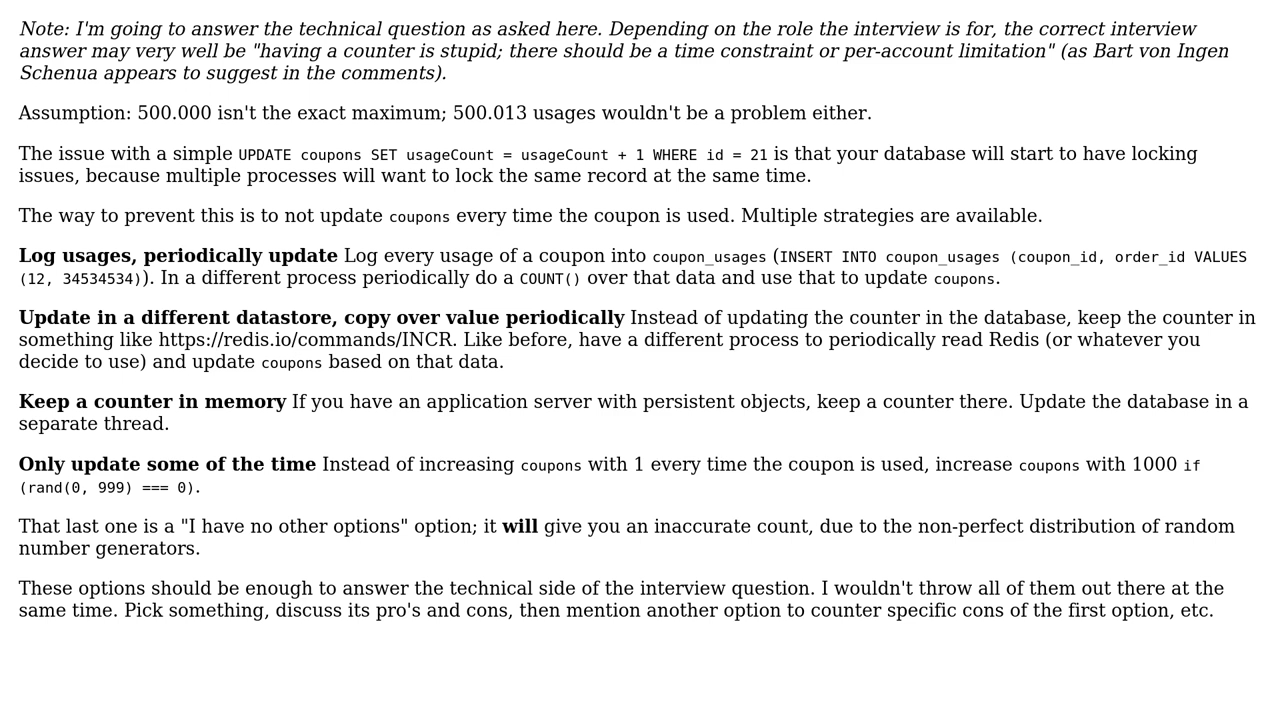 Note: I'm going to answer the technical question as asked here. Depending on the role the interview is for, the correct interview
answer may very well be "having a counter is stupid; there should be a time constraint or per-account limitation" (as Bart von Ingen
Schenua appears to suggest in the comments).
Assumption: 500.000 isn't the exact maximum; 500.013 usages wouldn't be a problem either.
The issue with a simple UPDATE coupons SET usageCount = usageCount + 1 WHERE id = 21 is that your database will start to have locking
issues, because multiple processes will want to lock the same record at the same time.
The way to prevent this is to not update coupons every time the coupon is used. Multiple strategies are available.
Log usages, periodically update Log every usage of a coupon into coupon_usages (INSERT INTO coupon_usages (coupon_id, order_id VALUES
(12, 34534534)). In a different process periodically do a COUNT() over that data and use that to update coupons.
Update in a different datastore, copy over value periodically Instead of updating the counter in the database, keep the counter in
something like https://redis.io/commands/INCR. Like before, have a different process to periodically read Redis (or whatever you
decide to use) and update coupons based on that data.
Keep a counter in memory If you have an application server with persistent objects, keep a counter there. Update the database in a
separate thread.
Only update some of the time Instead of increasing coupons with 1 every time the coupon is used, increase coupons with 1000 if
(rand(0, 999) === 0).
That last one is a "I have no other options" option; it will give you an inaccurate count, due to the non-perfect distribution of random
number generators.
These options should be enough to answer the technical side of the interview question. I wouldn't throw all of them out there at the
same time. Pick something, discuss its pro's and cons, then mention another option to counter specific cons of the first option, etc.